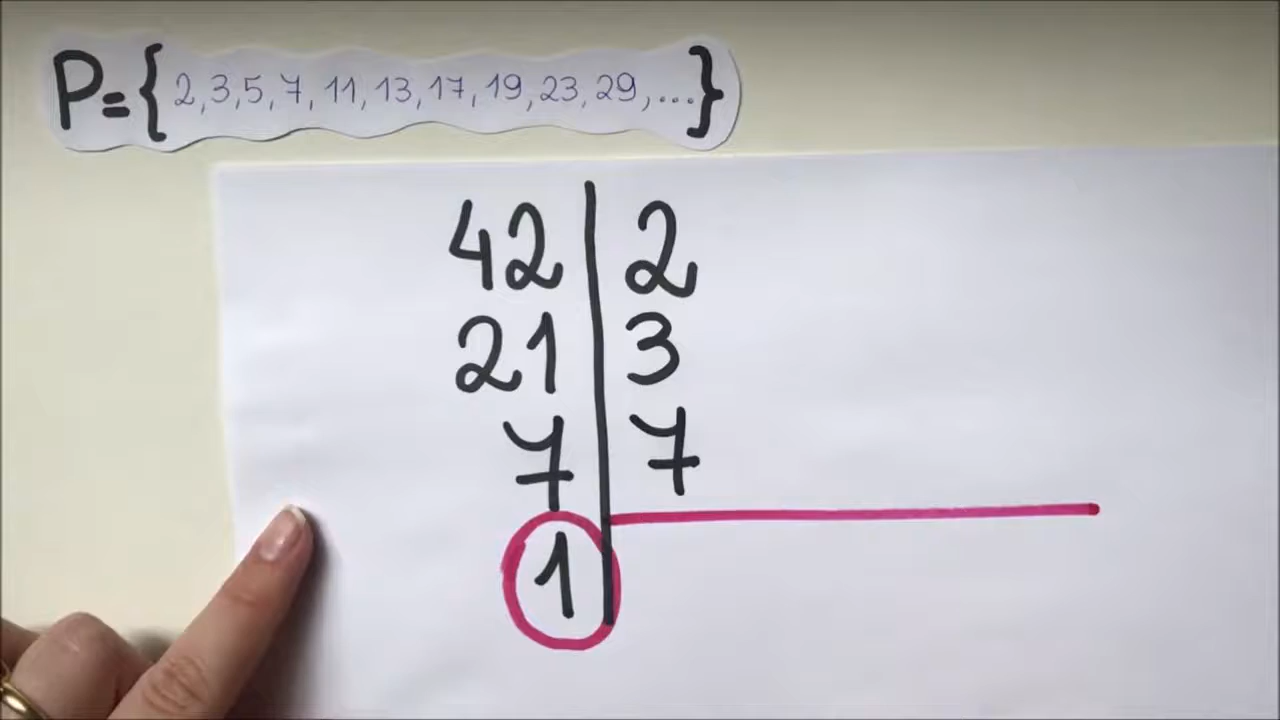 P={2,3,5,7,11,13,17,19,23,29,...}
42 2
21 3
7 7
1